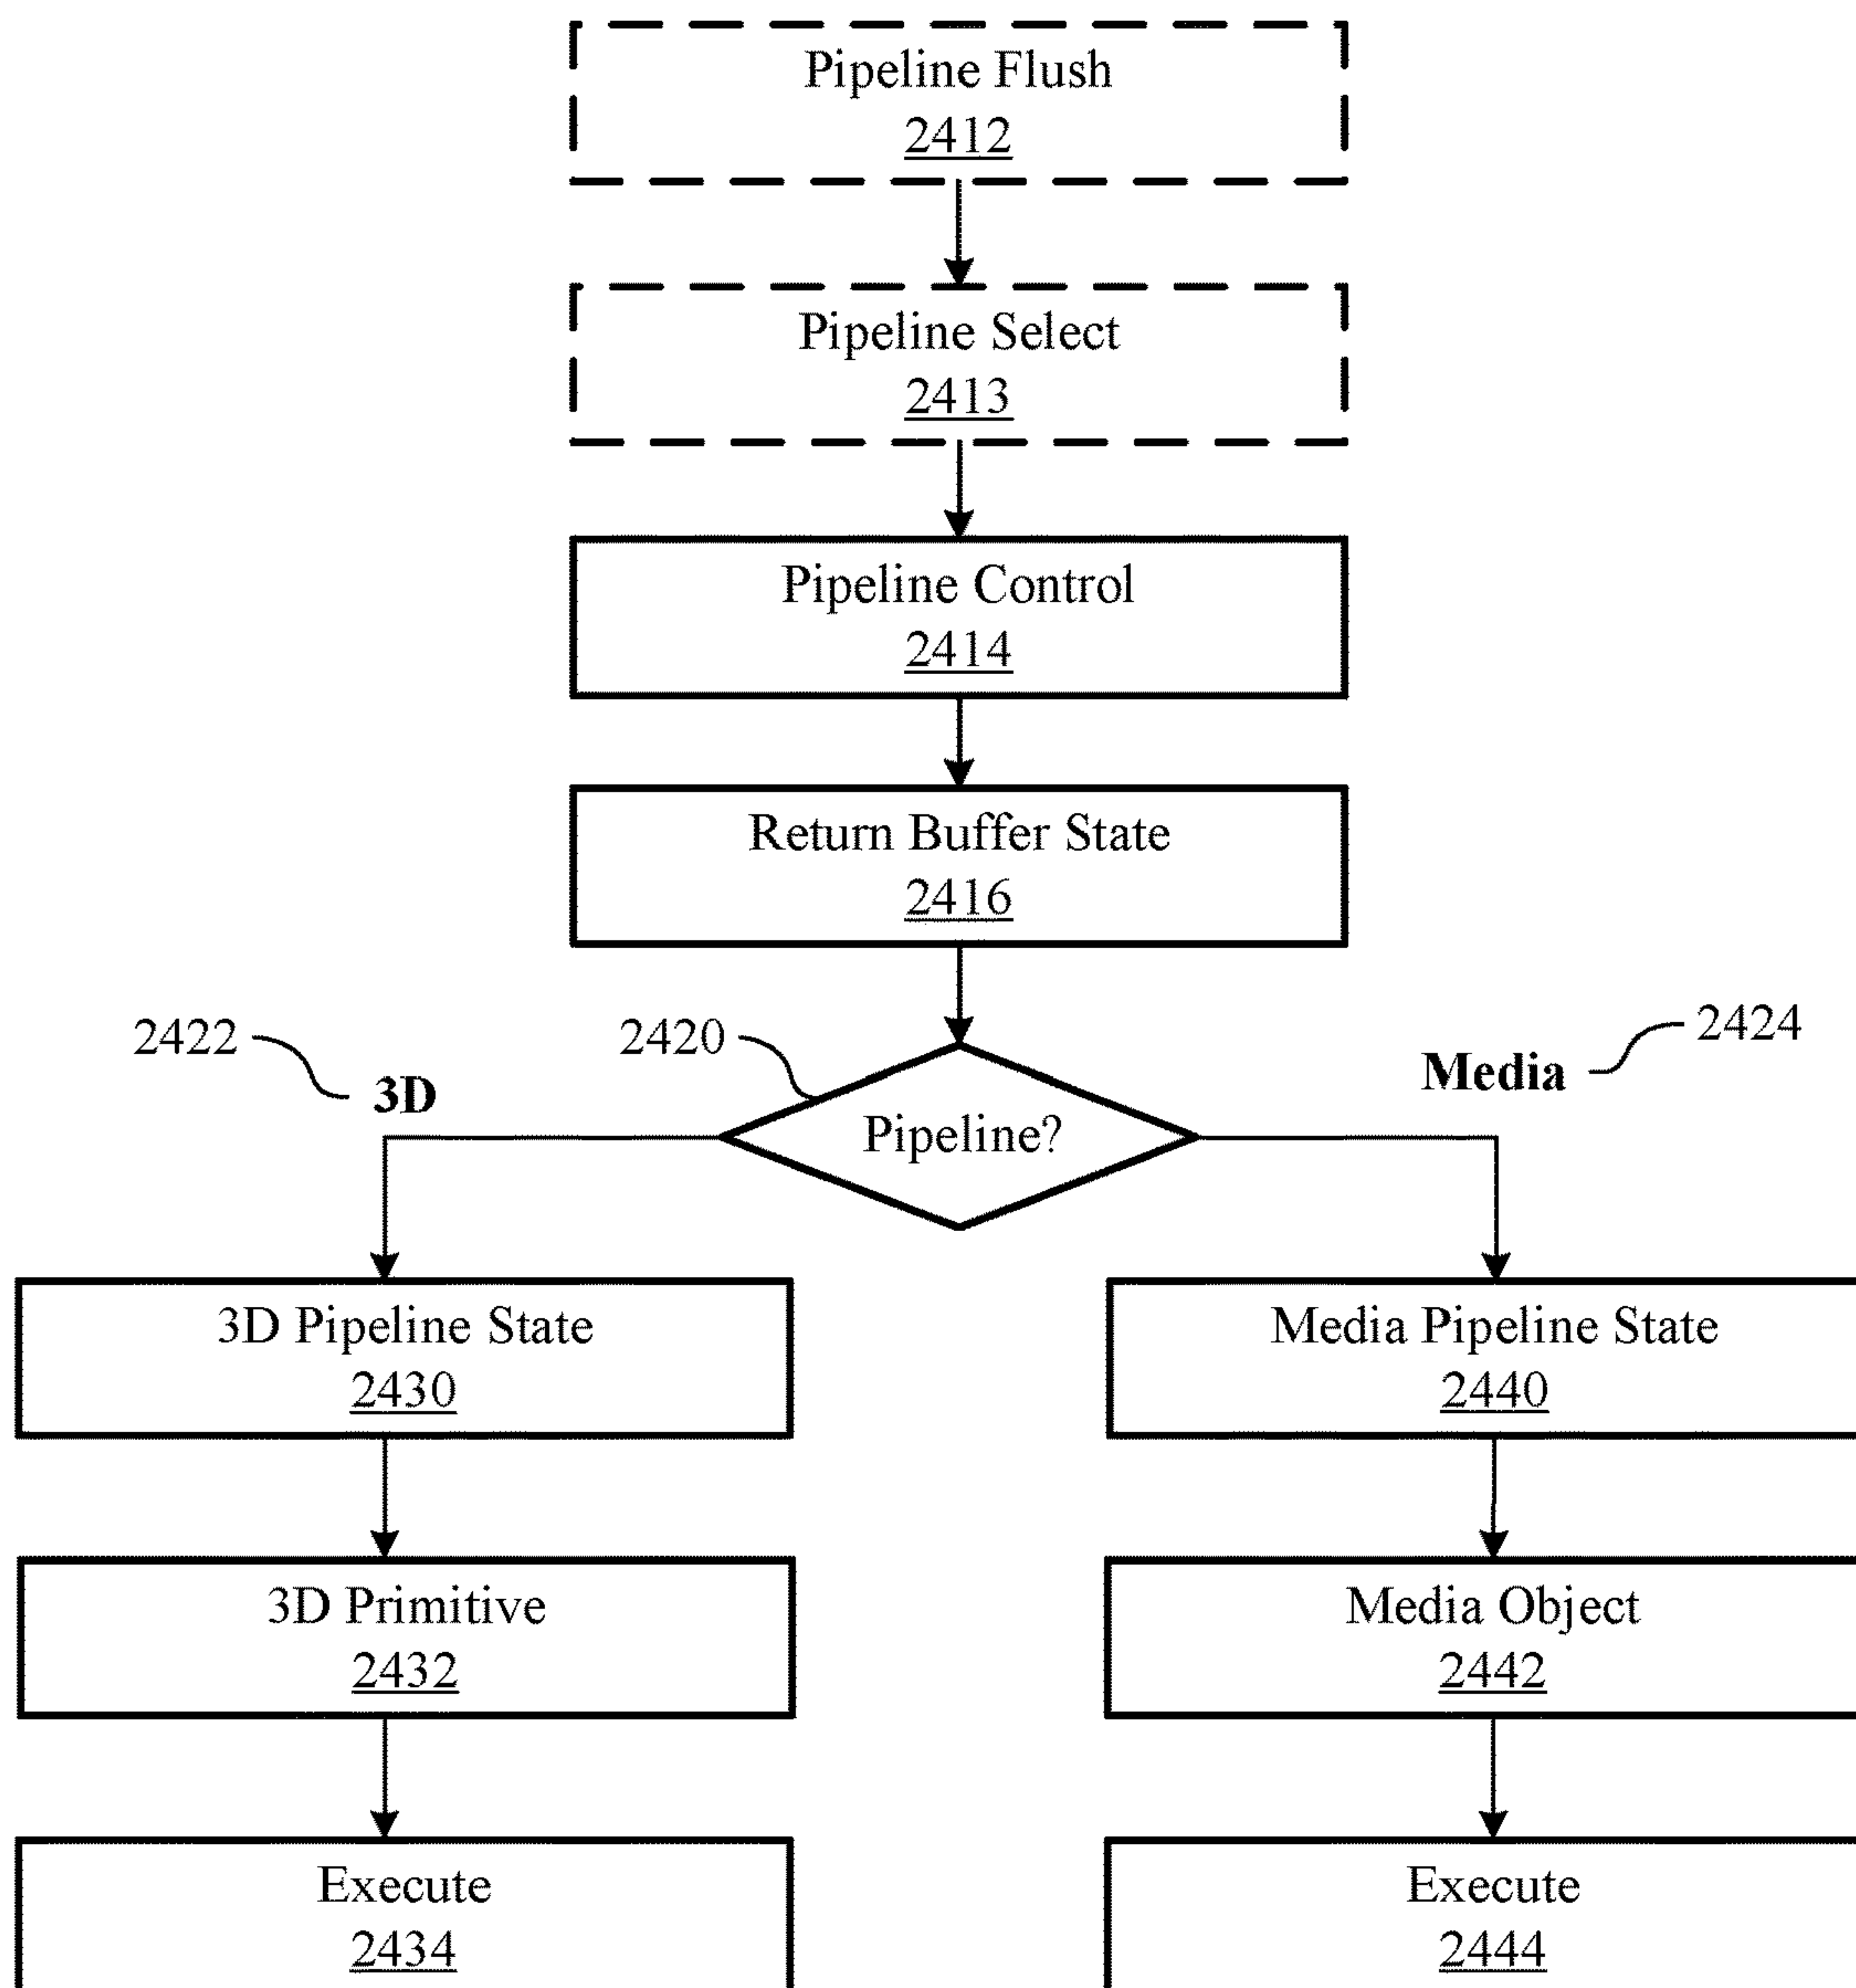 Pipeline Flush
2412
Pipeline Select
2413
Pipeline Control
2414
Return Buffer State
2416
2422
2420
2424
3D
Media
Pipeline?
3D Pipeline State
2430
Media Pipeline State
2440
3D Primitive
2432
Media Object
2442
Execute
2434
Execute
2444